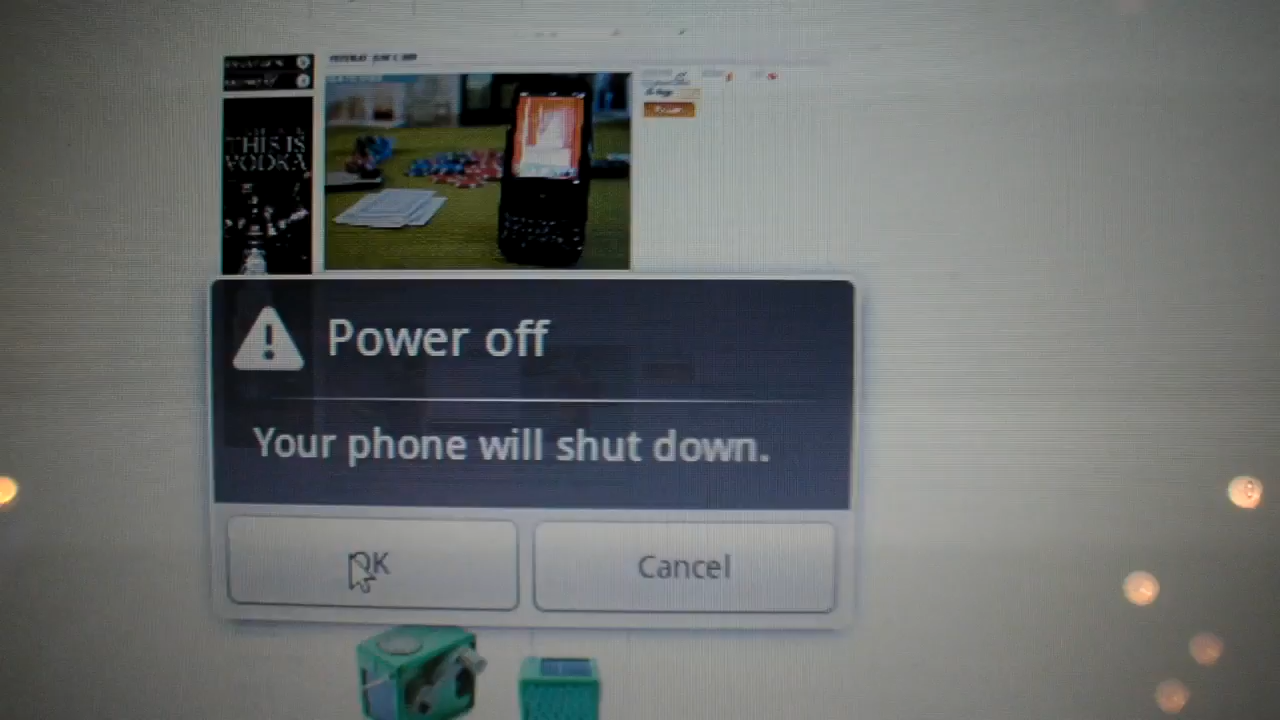 THIS IS
VODKA
Power off
Your phone will shut down.
OK
Cancel